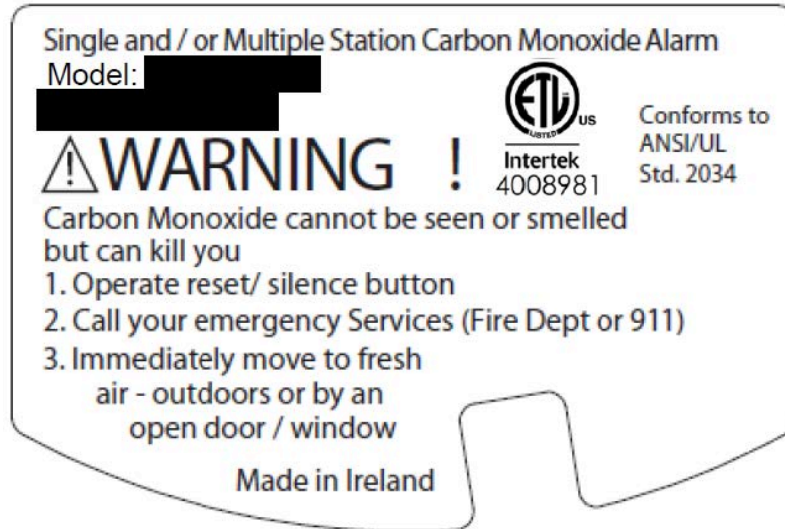 Single and / or Multiple Station Carbon Monoxide Alarm
Model:
ETL US
LISTED
Intertek
4008981
Conforms to
ANSI/UL
Std. 2034
WARNING !
Carbon Monoxide cannot be seen or smelled
but can kill you
1. Operate reset/ silence button
2. Call your emergency Services (Fire Dept or 911)
3. Immediately move to fresh
air - outdoors or by an
open door / window
Made in Ireland